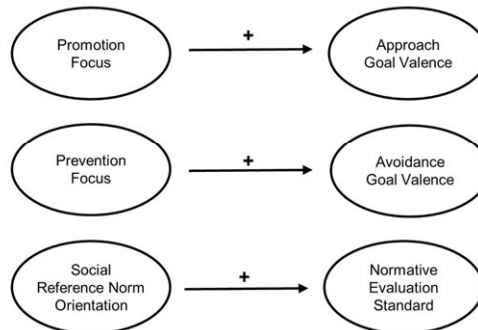 Promotion
Focus
+
Approach
Goal Valence
Prevention
Focus
+
Avoidance
Goal Valence
Social
Reference Norm
Orientation
+
Normative
Evaluation
Standard